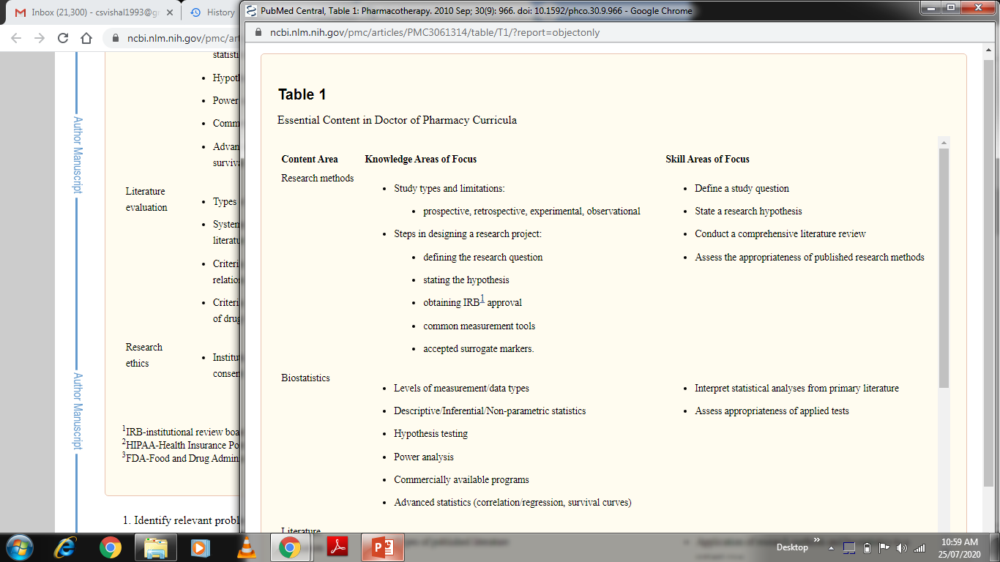 Inbox (21,300) - csvishal1993@g
History
PubMed Central, Table 1: Pharmacotherapy. 2010 Sep; 30(9): 966. doi: 10.1592/phco.30.9.966 - Google Chrome
ncbi.nlm.nih.gov/pmc/art
ncbi.nlm.nih.gov/pmc/articles/PMC3061314/table/T1/?report=objectonly
Author Manuscript
Author Manuscript
statisti
• Hypoth
• Power
• Comm
• Advan
surviva
Literature
evaluation
• Types
• System
literatu
• Criteri
relatio
• Criteri
of drug
Research
ethics
• Institu
consen
1IRB-institutional review boa
2HIPAA-Health Insurance Po
3FDA-Food and Drug Admin
1. Identify relevant probl
Table 1
Essential Content in Doctor of Pharmacy Curricula
Content Area Knowledge Areas of Focus Skill Areas of Focus
Research methods
• Study types and limitations:
• prospective, retrospective, experimental, observational
• Steps in designing a research project:
• defining the research question
• stating the hypothesis
• obtaining IRB1 approval
• common measurement tools
• accepted surrogate markers.
• Define a study question
• State a research hypothesis
• Conduct a comprehensive literature review
• Assess the appropriateness of published research methods
Biostatistics
• Levels of measurement/data types
• Descriptive/Inferential/Non-parametric statistics
• Hypothesis testing
• Power analysis
• Commercially available programs
• Advanced statistics (correlation/regression, survival curves)
• Interpret statistical analyses from primary literature
• Assess appropriateness of applied tests
Literature
Desktop
10:59 AM
25/07/2020